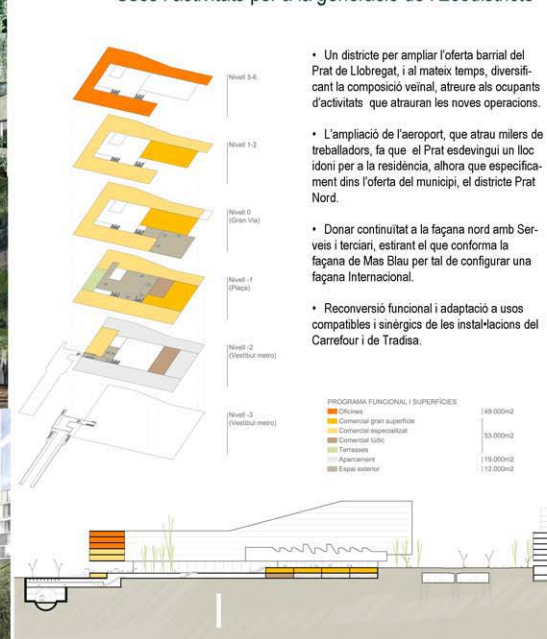 Usos i activitats per a la generació de l'Ecodistricte
Nivell 3-6
Nivell 1-2
Nivell 0
(Gran Via)
Nivell -1
(Plaça)
Nivell -2
(Vestíbul metro)
Nivell -3
(Vestíbul metro)
• Un districte per ampliar l'oferta barrial del
Prat de Llobregat, i al mateix temps, diversifi-
cant la composició veïnal, atreure als ocupants
d'activitats que atrauran les noves operacions.
• L'ampliació de l'aeroport, que atrau milers de
treballadors, fa que el Prat esdevingui un lloc
idoni per a la residència, alhora que específica-
ment dins l'oferta del municipi, el districte Prat
Nord.
• Donar continuïtat a la façana nord amb Ser-
veis i terciari, estirant el que conforma la
façana de Mas Blau per tal de configurar una
façana Internacional.
• Reconversió funcional i adaptació a usos
compatibles i sinèrgics de les instal•lacions del
Carrefour i de Tradisa.
PROGRAMA FUNCIONAL I SUPERFÍCIES
Oficines 49.000m2
Comercial gran superfície
Comercial especialitzat 53.000m2
Comercial lúdic
Terrasses
Aparcament 19.000m2
Espai exterior 12.000m2